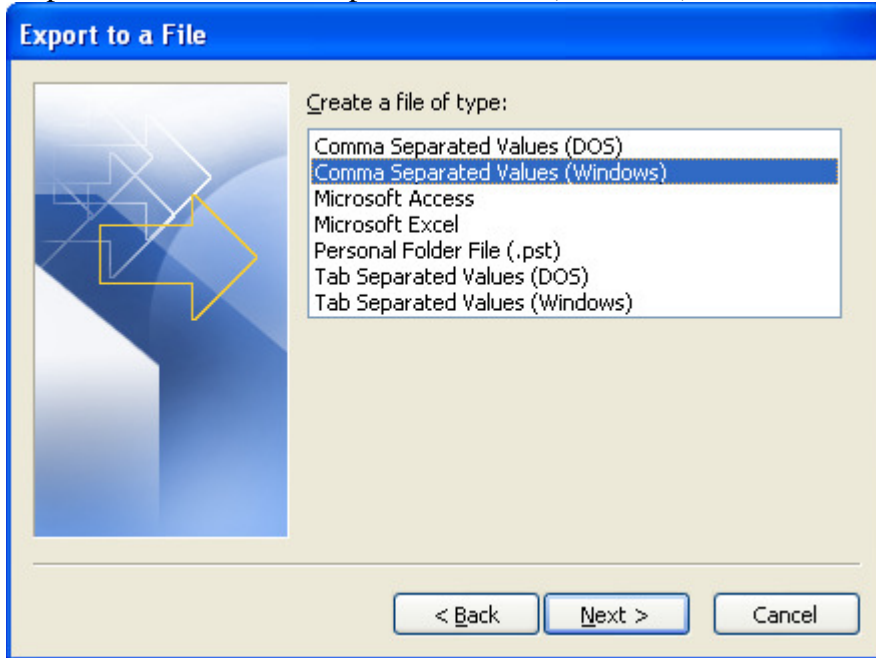 Export to a File
Create a file of type:
Comma Separated Values (DOS)
Comma Separated Values (Windows)
Microsoft Access
Microsoft Excel
Personal Folder File (.pst)
Tab Separated Values (DOS)
Tab Separated Values (Windows)
< Back
Next >
Cancel